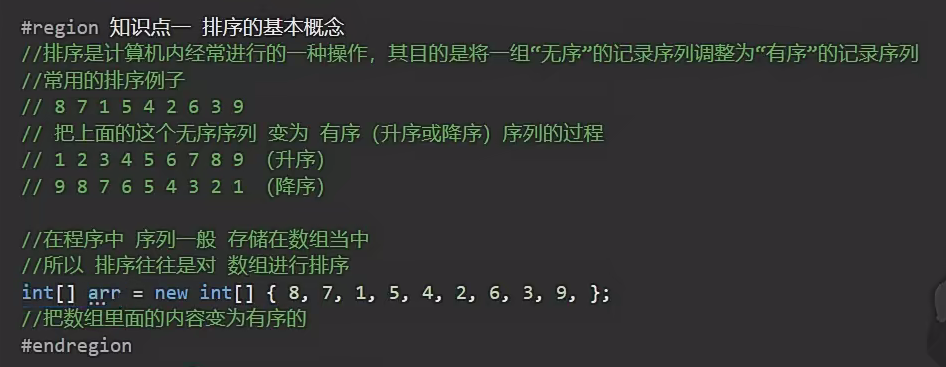 #region 知识点一 排序的基本概念
//排序是计算机内经常进行的一种操作，其目的是将一组“无序”的记录序列调整为“有序”的记录序列
//常用的排序例子
// 8 7 1 5 4 2 6 3 9
// 把上面的这个无序序列 变为 有序（升序或降序）序列的过程
// 1 2 3 4 5 6 7 8 9 （升序）
// 9 8 7 6 5 4 3 2 1 （降序）
//在程序中 序列一般 存储在数组当中
//所以 排序往往是对 数组进行排序
int[] arr = new int[] { 8, 7, 1, 5, 4, 2, 6, 3, 9, };
//把数组里面的内容变为有序的
#endregion